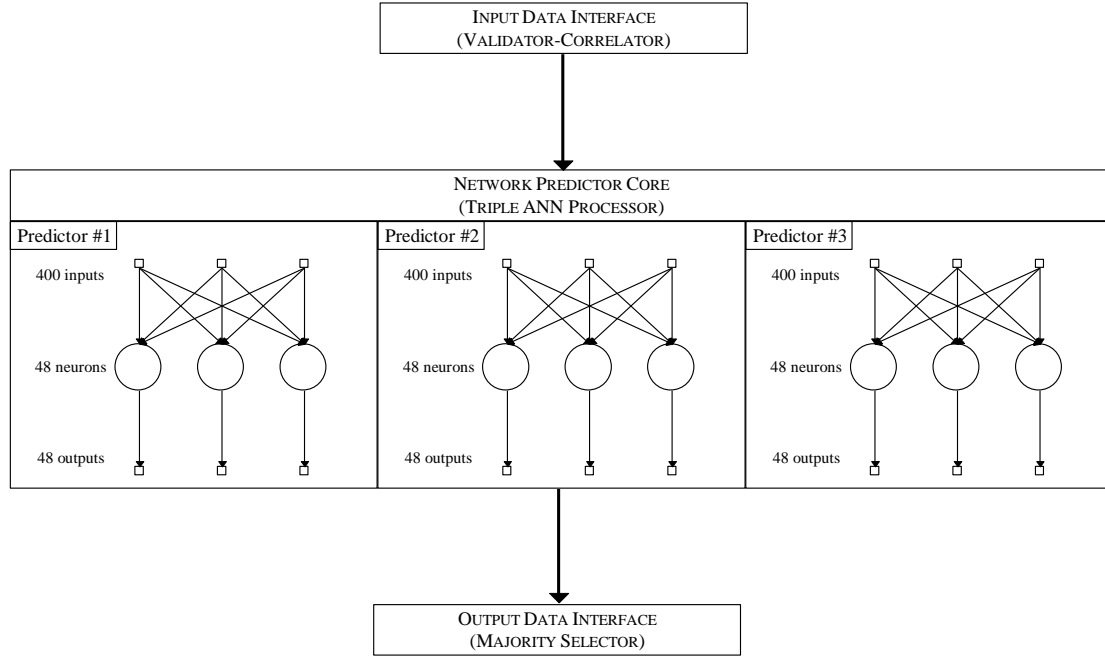 INPUT DATA INTERFACE
(VALIDATOR-CORRELATOR)
NETWORK PREDICTOR CORE
(TRIPLE ANN PROCESSOR)
Predictor #1
400 inputs
48 neurons
48 outputs
Predictor #2
400 inputs
48 neurons
48 outputs
Predictor #3
400 inputs
48 neurons
48 outputs
OUTPUT DATA INTERFACE
(MAJORITY SELECTOR)